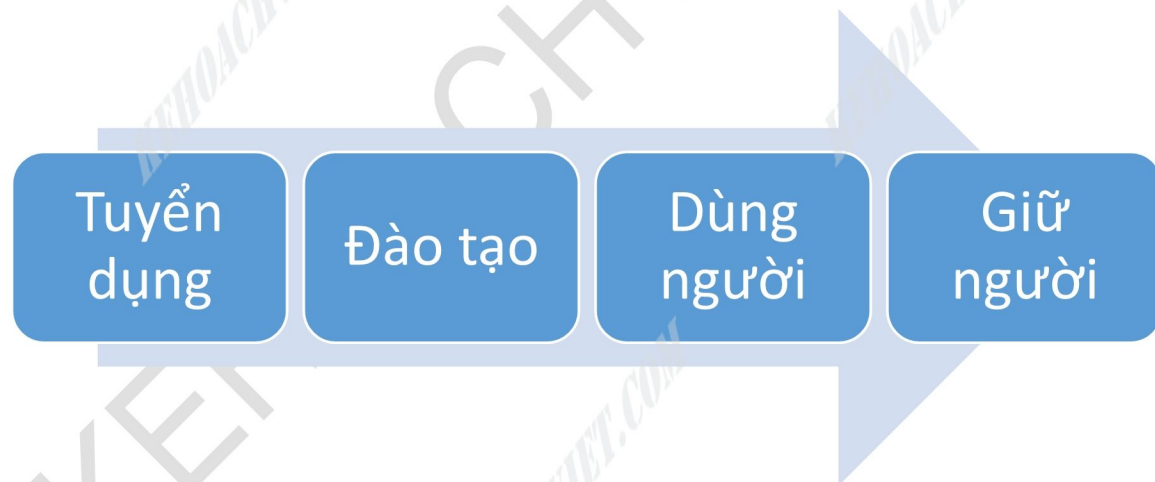 Tuyển
dụng
Đào tạo
Dùng
người
Giữ
người